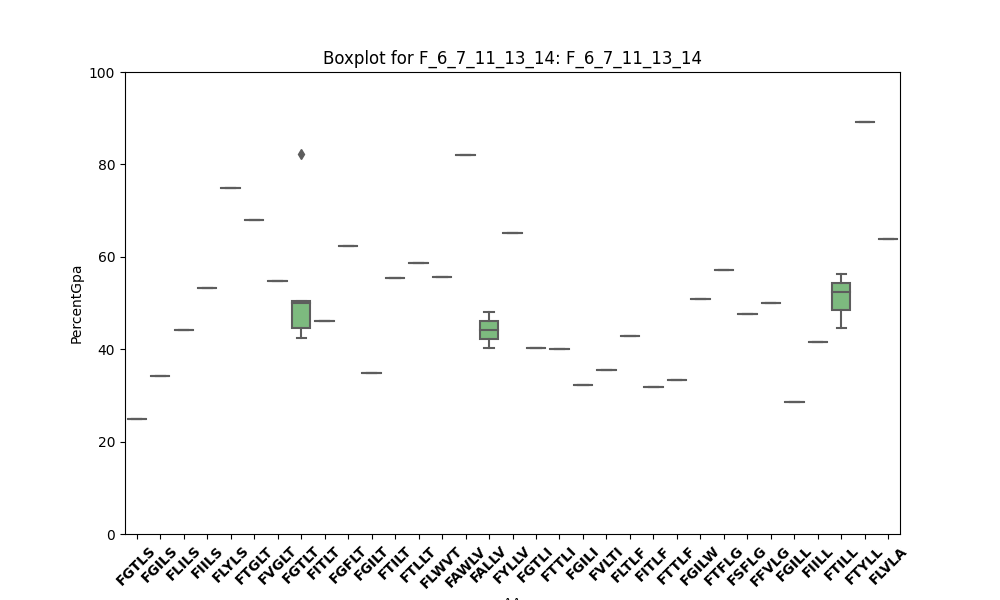 Boxplot for F_6_7_11_13_14: F_6_7_11_13_14
PercentGpa
100
80
60
40
20
0
FGTLS
FGILS
FLILS
FIILS
FLYLS
FTGLT
FVGLT
FGTLT
FITLT
FGFLT
FGILT
FTILT
FTLLT
FLWVT
FAWLV
FALLV
FYLLV
FGTLI
FTTLI
FGILI
FVLTI
FLTLF
FITLF
FTTLF
FGILW
FTFLG
FSFLG
FFVLG
FGILL
FIILL
FTILL
FTYLL
FLVLA